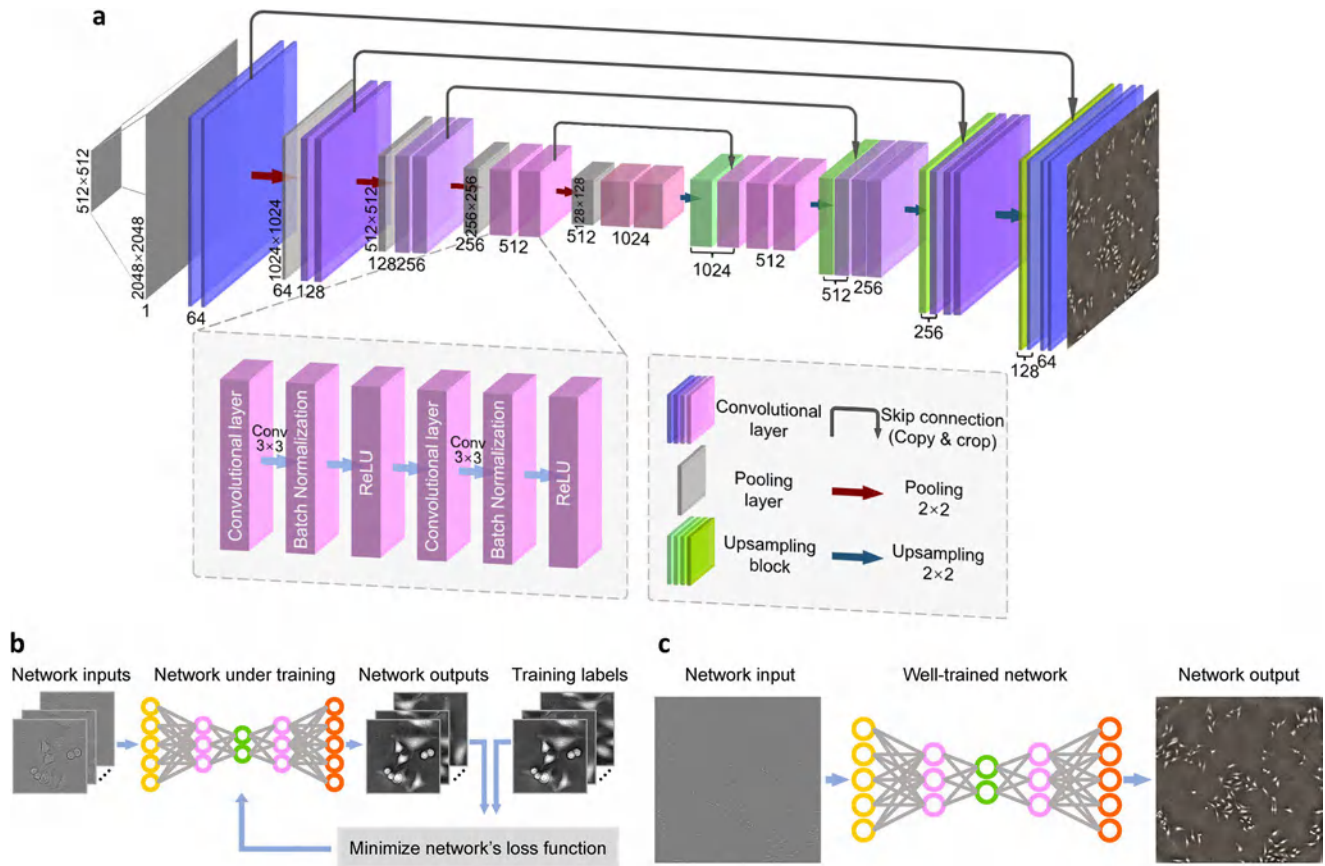 a
512×512
2048×2048
1
64
1024×1024
64
128
512×512
128
256
256×256
256
512
128×128
512
1024
1024
512
512
256
256
128
64
Convolutional layer
Conv
3×3
Batch Normalization
ReLU
Convolutional layer
Conv
3×3
Batch Normalization
ReLU
Convolutional
layer
Skip connection
(Copy & crop)
Pooling
layer
Pooling
2×2
Upsampling
block
Upsampling
2×2
b
Network inputs
Network under training
Network outputs
Training labels
Minimize network's loss function
c
Network input
Well-trained network
Network output